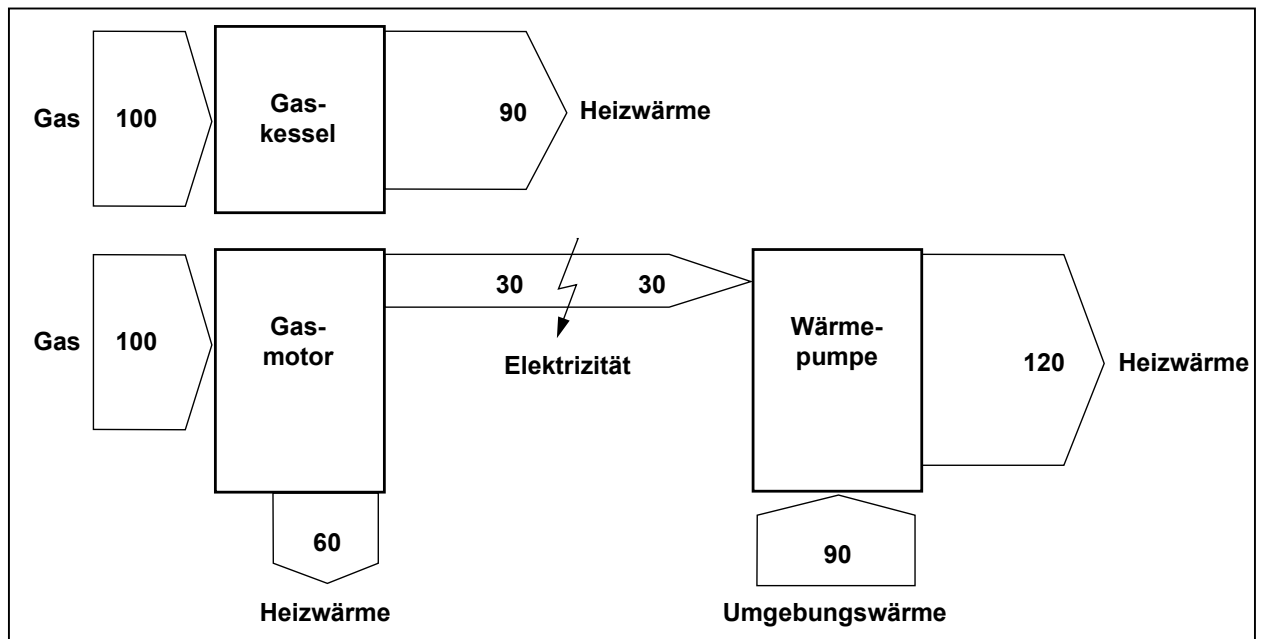 Gas 100 Gas-
kessel 90 Heizwärme
Gas 100 Gas-
motor 30 30 Wärme-
pumpe 120 Heizwärme
Elektrizität
60 90
Heizwärme Umgebungswärme